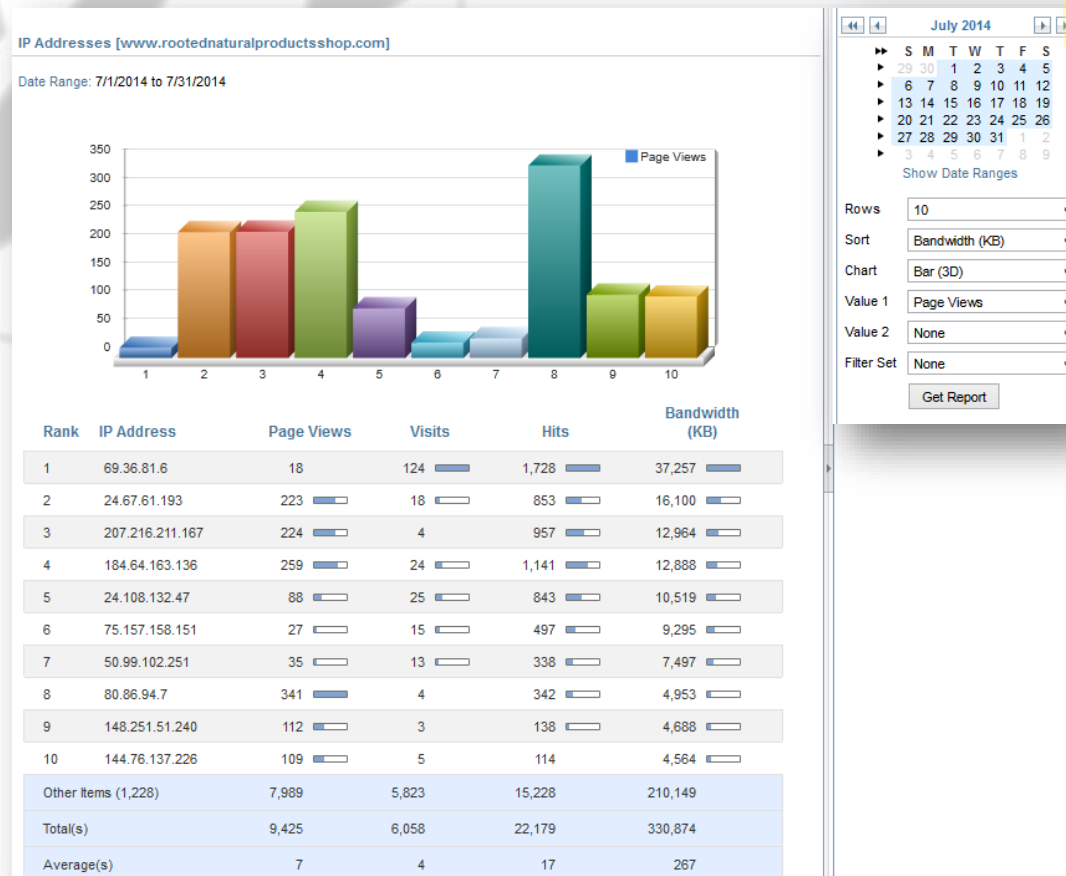 IP Addresses [www.rootednaturalproductsshop.com]
Date Range: 7/1/2014 to 7/31/2014
350
300
250
200
150
100
50
0
Page Views
1 2 3 4 5 6 7 8 9 10
Rank IP Address Page Views Visits Hits Bandwidth (KB)
1 69.36.81.6 18 124 1,728 37,257
2 24.67.61.193 223 18 853 16,100
3 207.216.211.167 224 4 957 12,964
4 184.64.163.136 259 24 1,141 12,888
5 24.108.132.47 88 25 843 10,519
6 75.157.158.151 27 15 497 9,295
7 50.99.102.251 35 13 338 7,497
8 80.86.94.7 341 4 342 4,953
9 148.251.51.240 112 3 138 4,688
10 144.76.137.226 109 5 114 4,564
Other Items (1,228) 7,989 5,823 15,228 210,149
Total(s) 9,425 6,058 22,179 330,874
Average(s) 7 4 17 267
July 2014
S M T W T F S
29 30 1 2 3 4 5
6 7 8 9 10 11 12
13 14 15 16 17 18 19
20 21 22 23 24 25 26
27 28 29 30 31 1 2
3 4 5 6 7 8 9
Show Date Ranges
Rows 10
Sort Bandwidth (KB)
Chart Bar (3D)
Value 1 Page Views
Value 2 None
Filter Set None
Get Report